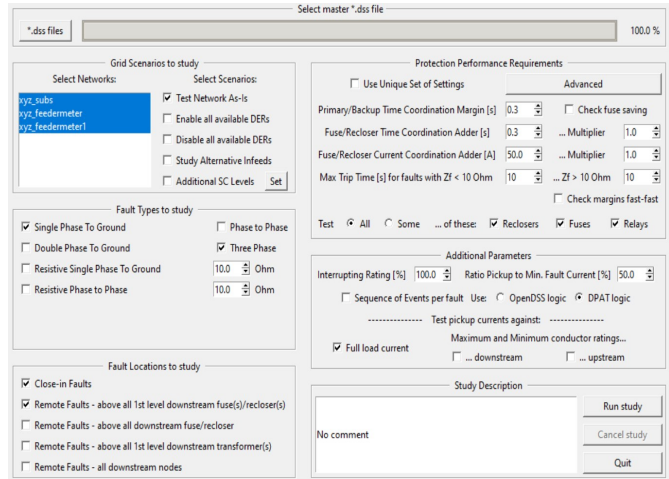 Select master *.dss file
*.dss files
100.0 %
Grid Scenarios to study
Select Networks:
Select Scenarios:
xyz_subs
xyz_feedermeter
xyz_feedermeter1
Test Network As-Is
Enable all available DERs
Disable all available DERs
Study Alternative Infeeds
Additional SC Levels Set
Fault Types to study
Single Phase To Ground Phase to Phase
Double Phase To Ground Three Phase
Resistive Single Phase To Ground 10.0 Ohm
Resistive Phase to Phase 10.0 Ohm
Fault Locations to study
Close-in Faults
Remote Faults - above all 1st level downstream fuse(s)/recloser(s)
Remote Faults - above all downstream fuse/recloser
Remote Faults - above all 1st level downstream transformer(s)
Remote Faults - all downstream nodes
Protection Performance Requirements
Use Unique Set of Settings Advanced
Primary/Backup Time Coordination Margin [s] 0.3 Check fuse saving
Fuse/Recloser Time Coordination Adder [s] 0.3 ... Multiplier 1.0
Fuse/Recloser Current Coordination Adder [A] 50.0 ... Multiplier 1.0
Max Trip Time [s] for faults with Zf < 10 Ohm 10 ... Zf > 10 Ohm 10
Check margins fast-fast
Test All Some ... of these: Reclosers Fuses Relays
Additional Parameters
Interrupting Rating [%] 100.0 Ratio Pickup to Min. Fault Current [%] 50.0
Sequence of Events per fault Use: OpenDSS logic DPAT logic
--------------- Test pickup currents against: ---------------
Full load current
Maximum and Minimum conductor ratings...
... downstream ... upstream
Study Description
No comment
Run study
Cancel study
Quit